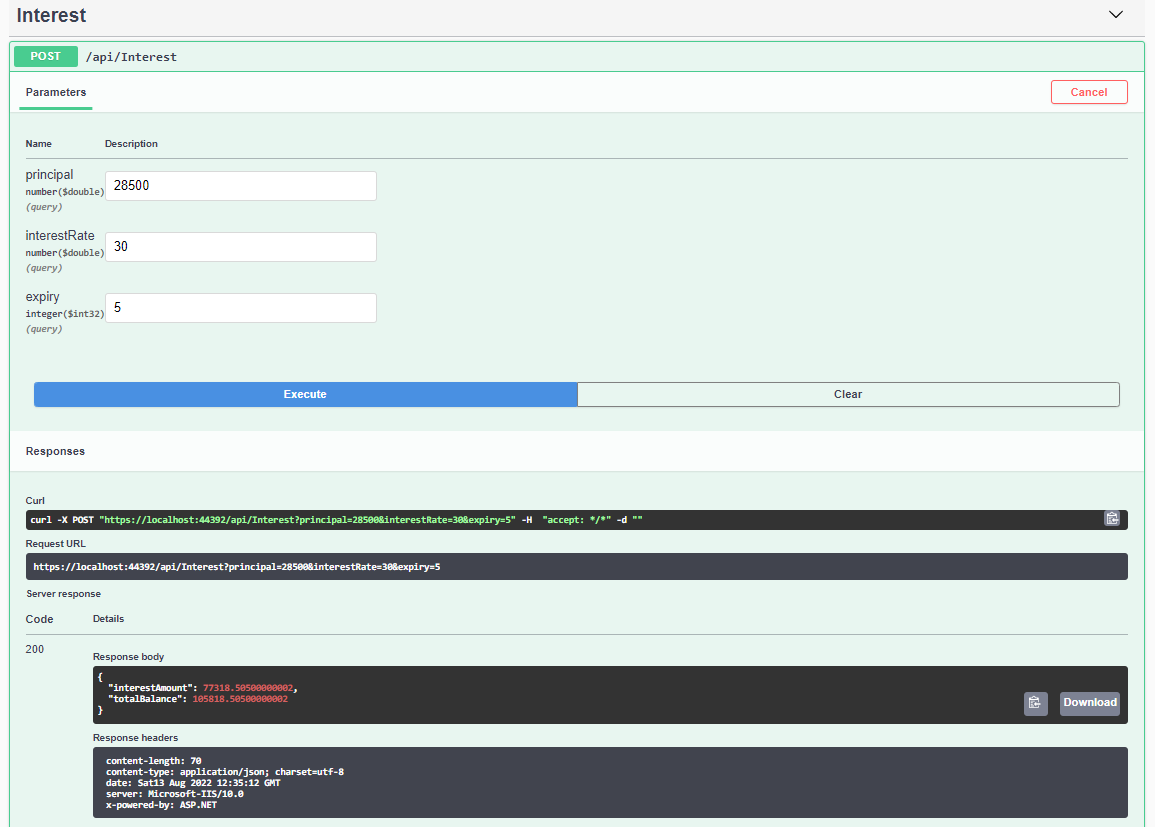 Interest
POST /api/Interest
Parameters Cancel
Name Description
principal
number($double)
(query)
28500
interestRate
number($double)
(query)
30
expiry
integer($int32)
(query)
5
Execute Clear
Responses
Curl
curl -X POST "https://localhost:44392/api/Interest?principal=28500&interestRate=30&expiry=5" -H  "accept: */*" -d ""
Request URL
https://localhost:44392/api/Interest?principal=28500&interestRate=30&expiry=5
Server response
Code Details
200
Response body
{
  "interestAmount": 77318.50500000002,
  "totalBalance": 105818.50500000002
}
Download
Response headers
content-length: 70
content-type: application/json; charset=utf-8
date: Sat13 Aug 2022 12:35:12 GMT
server: Microsoft-IIS/10.0
x-powered-by: ASP.NET